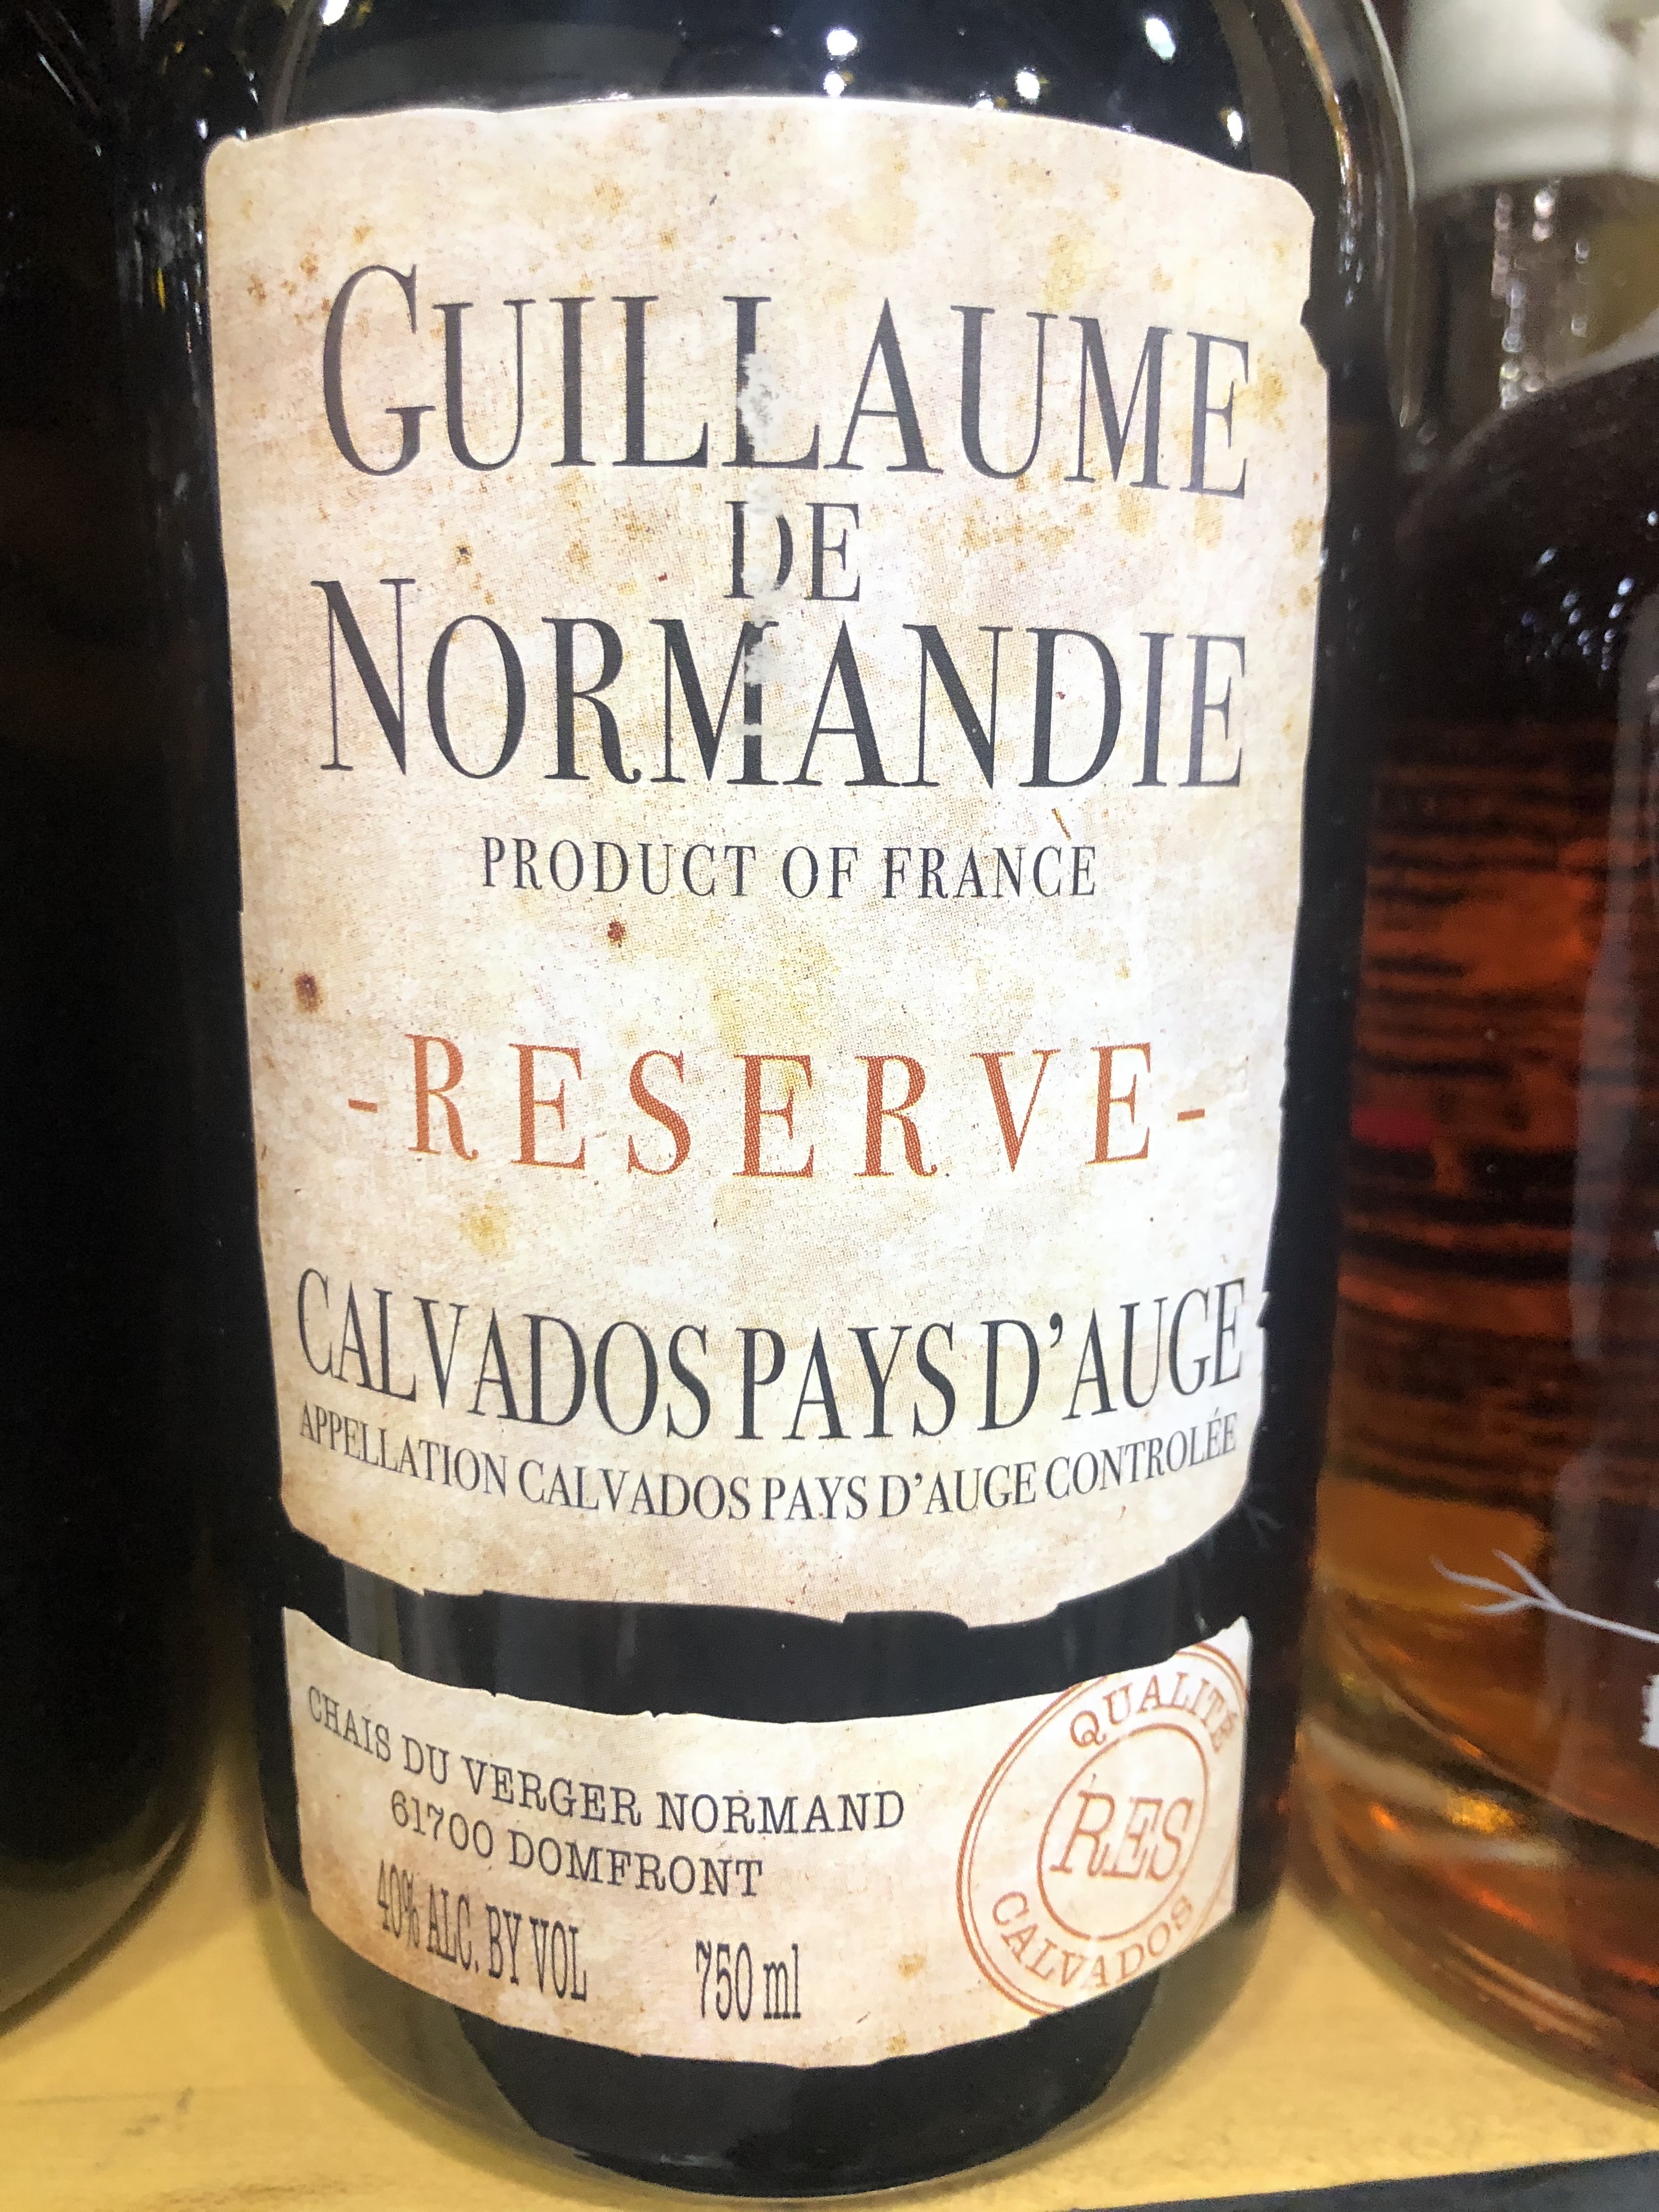 GUILLAUME
DE
NORMANDIE
PRODUCT OF FRANCE
-RESERVE-
CALVADOS PAYS D'AUGE
APPELLATION CALVADOS PAYS D'AUGE CONTROLÉE
CHAIS DU VERGER NORMAND
61700 DOMFRONT
40% ALC. BY VOL 750 ml
QUALITÉ
RES
CALVADOS